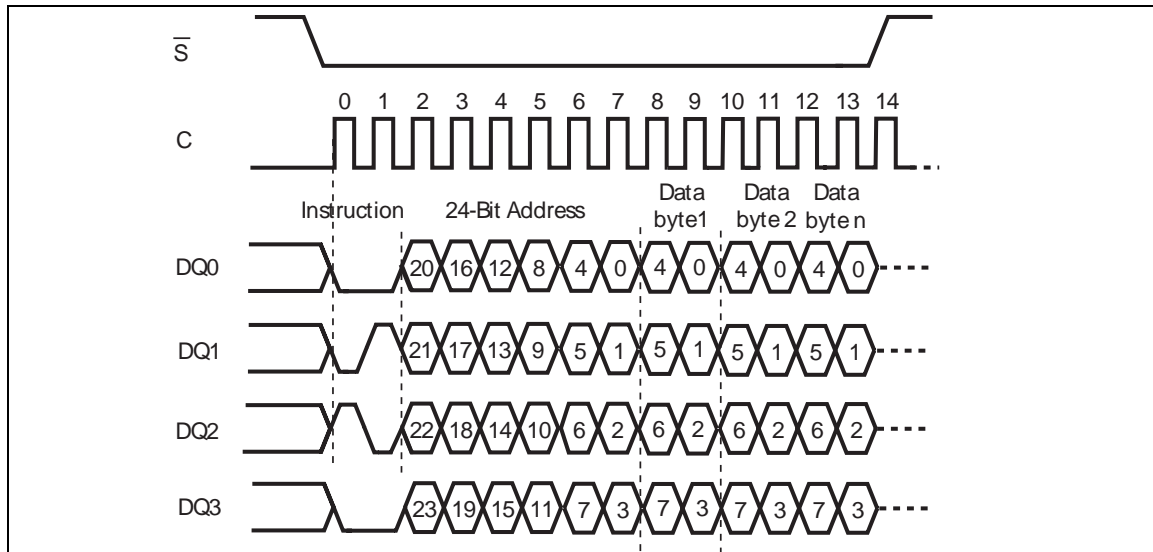 S
0 1 2 3 4 5 6 7 8 9 10 11 12 13 14
C
Instruction 24-Bit Address Data byte1 Data byte 2 Data byte n
DQ0 20 16 12 8 4 0 4 0 4 0 4 0
DQ1 21 17 13 9 5 1 5 1 5 1 5 1
DQ2 22 18 14 10 6 2 6 2 6 2 6 2
DQ3 23 19 15 11 7 3 7 3 7 3 7 3